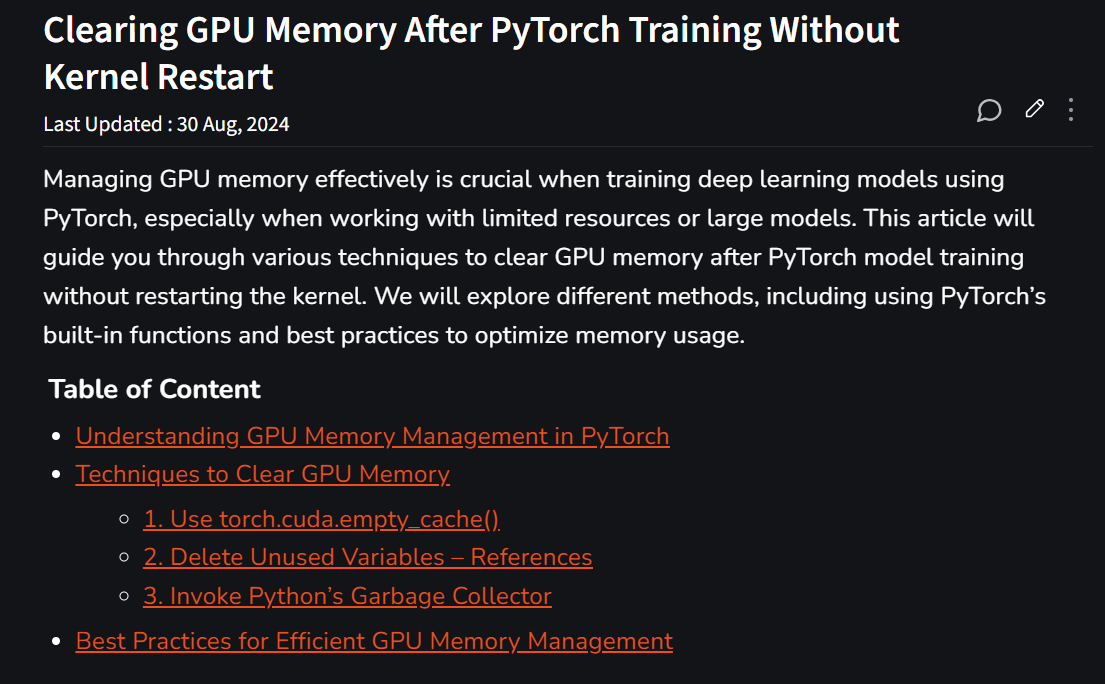 Clearing GPU Memory After PyTorch Training Without
Kernel Restart
Last Updated : 30 Aug, 2024
Managing GPU memory effectively is crucial when training deep learning models using
PyTorch, especially when working with limited resources or large models. This article will
guide you through various techniques to clear GPU memory after PyTorch model training
without restarting the kernel. We will explore different methods, including using PyTorch’s
built-in functions and best practices to optimize memory usage.
Table of Content
• Understanding GPU Memory Management in PyTorch
• Techniques to Clear GPU Memory
◦ 1. Use torch.cuda.empty_cache()
◦ 2. Delete Unused Variables – References
◦ 3. Invoke Python’s Garbage Collector
• Best Practices for Efficient GPU Memory Management